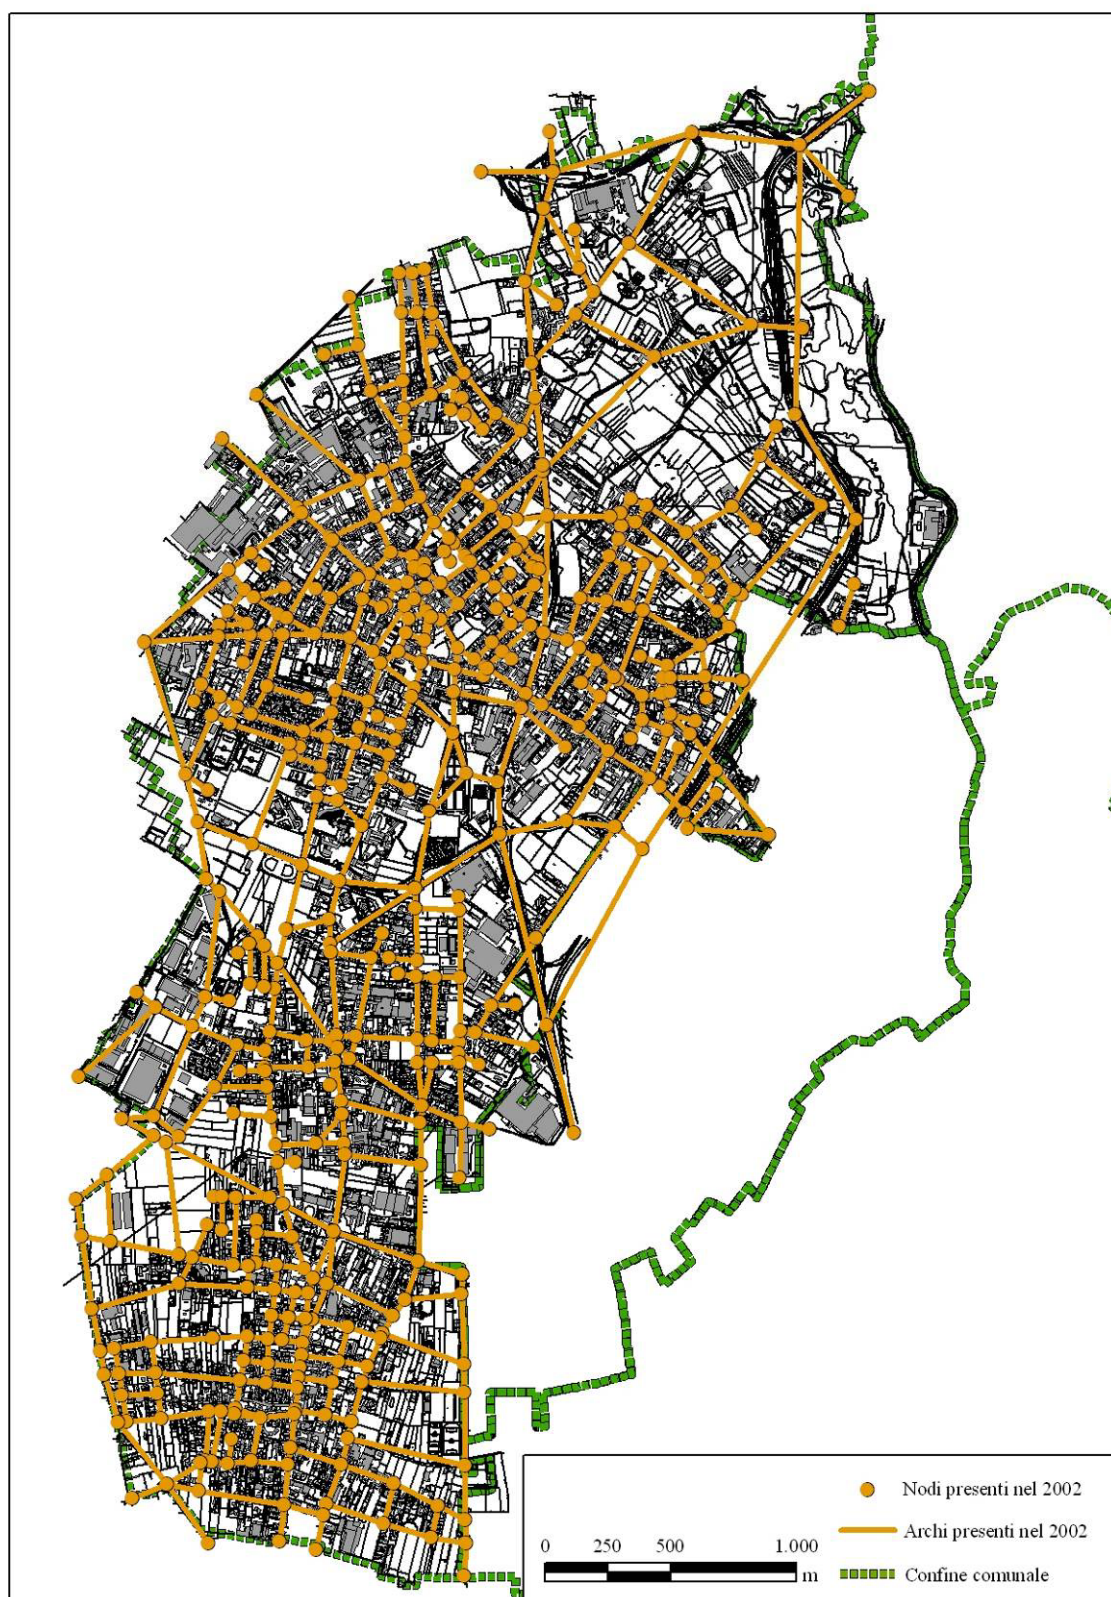 Nodi presenti nel 2002
Archi presenti nel 2002
Confine comunale
0 250 500 1.000
m